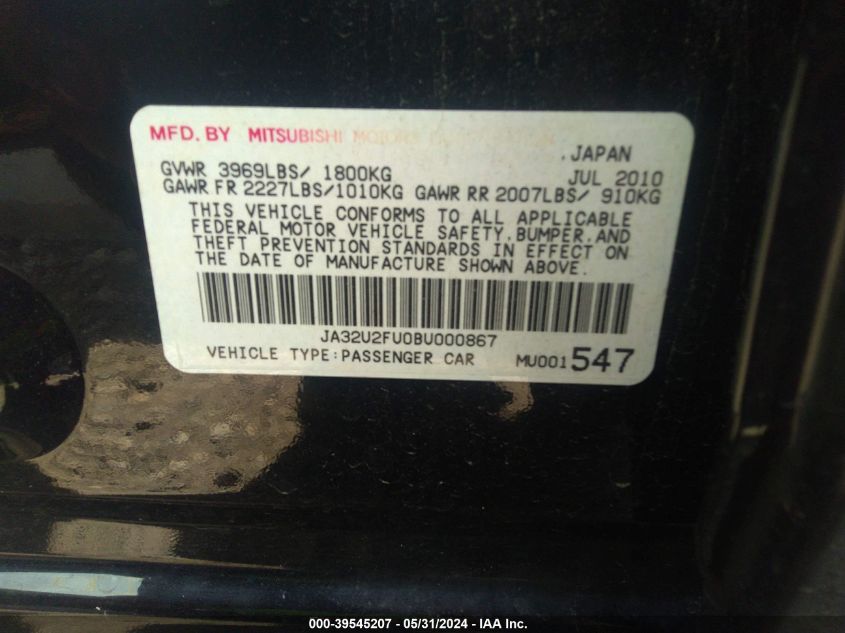 MFD. BY MITSUBISHI MOTORS CORPORATION
JAPAN
GVWR 3969LBS/ 1800KG JUL 2010
GAWR FR 2227LBS/1010KG GAWR RR 2007LBS/ 910KG
THIS VEHICLE CONFORMS TO ALL APPLICABLE
FEDERAL MOTOR VEHICLE SAFETY, BUMPER, AND
THEFT PREVENTION STANDARDS IN EFFECT ON
THE DATE OF MANUFACTURE SHOWN ABOVE.
JA32U2FU0BU000867
VEHICLE TYPE:PASSENGER CAR MU001547
000-39545207 - 05/31/2024 - IAA Inc.